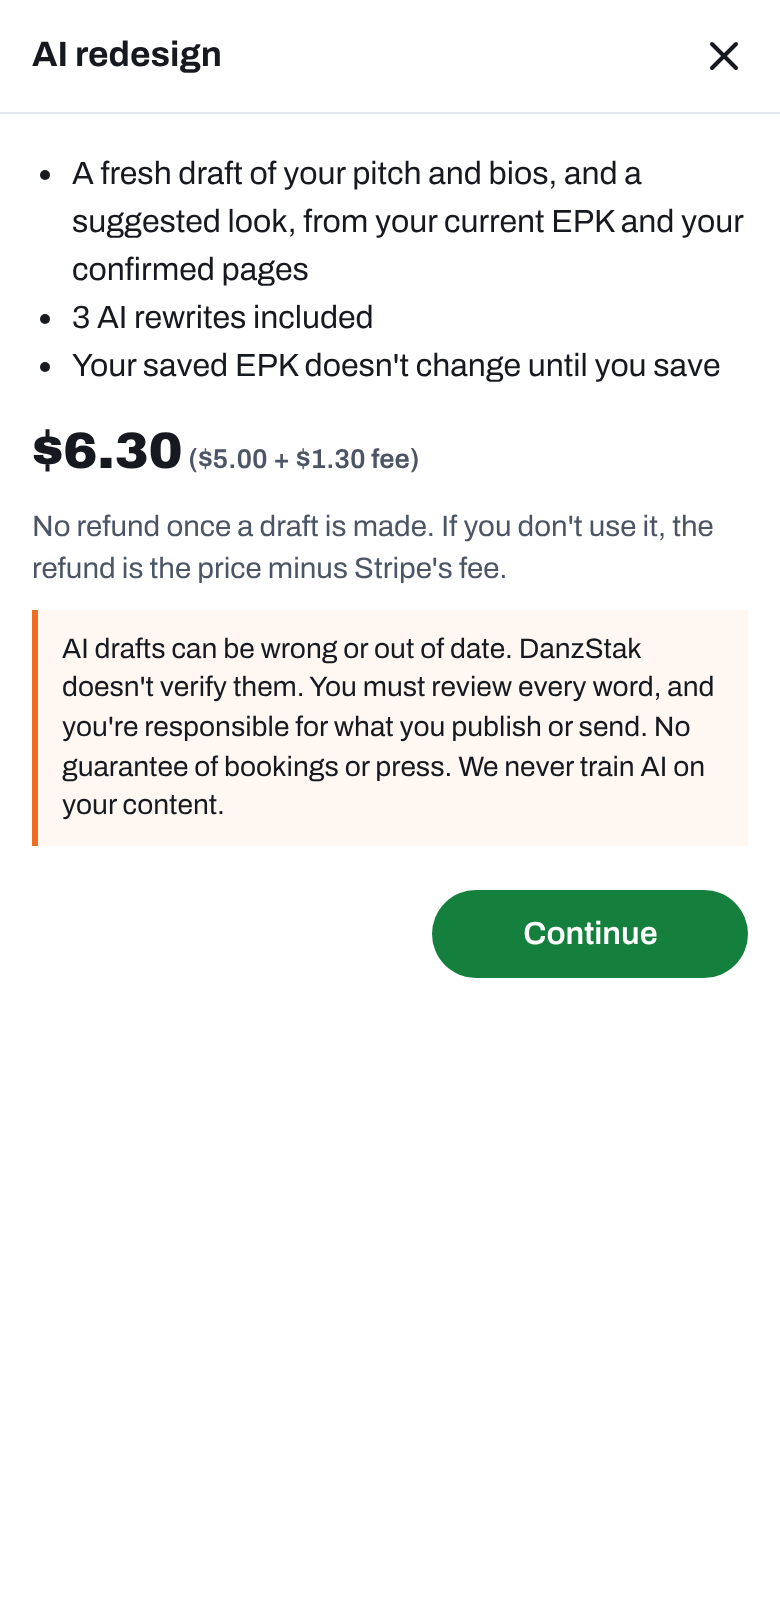 AI redesign
A fresh draft of your pitch and bios, and a
suggested look, from your current EPK and your
confirmed pages
3 AI rewrites included
Your saved EPK doesn't change until you save
$6.30 ($5.00 + $1.30 fee)
No refund once a draft is made. If you don't use it, the
refund is the price minus Stripe's fee.
AI drafts can be wrong or out of date. DanzStak
doesn't verify them. You must review every word, and
you're responsible for what you publish or send. No
guarantee of bookings or press. We never train AI on
your content.
Continue